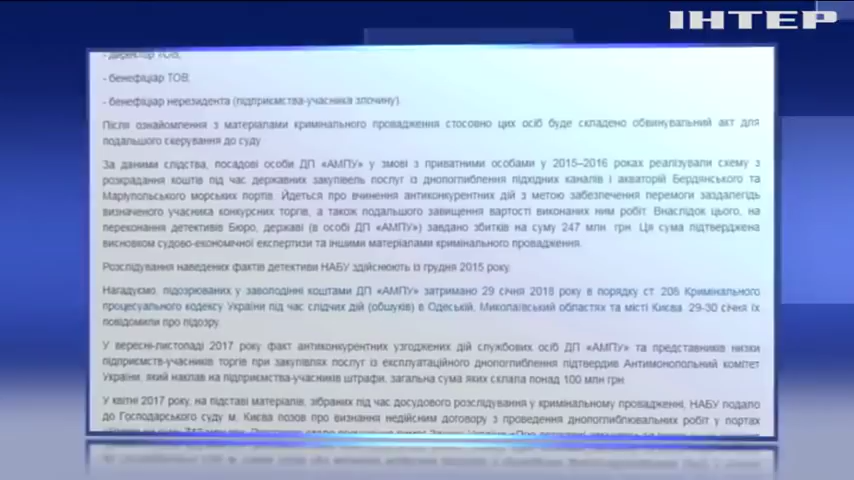 ІНТЕР
- директор ТОВ;
- бенефіціар ТОВ;
- бенефіціар нерезидента (підприємства-учасника злочину).
Після ознайомлення з матеріалами кримінального провадження стосовно цих осіб буде складено обвинувальний акт для
подальшого скерування до суду
За даними слідства, посадові особи ДП «АМПУ» у змові з приватними особами у 2015–2016 роках реалізували схему з
розкрадання коштів під час державних закупівель послуг із днопоглиблення підхідних каналів і акваторій Бердянського та
Маріупольського морських портів. Йдеться про вчинення антиконкурентних дій з метою забезпечення перемоги заздалегідь
визначеного учасника конкурсних торгів, а також подальшого завищення вартості виконаних ним робіт. Внаслідок цього, на
переконання детективів Бюро, державі (в особі ДП «АМПУ») завдано збитків на суму 247 млн. грн. Ця сума підтверджена
висновком судово-економічної експертизи та іншими матеріалами кримінального провадження.
Розслідування наведених фактів детективи НАБУ здійснюють із грудня 2015 року.
Нагадуємо, підозрюваних у заволодінні коштами ДП «АМПУ» затримано 29 січня 2018 року в порядку ст. 208 Кримінального
процесуального кодексу України під час слідчих дій (обшуків) в Одеській, Миколаївський областях та місті Києва. 29-30 січня їх
повідомили про підозру.
У вересні-листопаді 2017 року факт антиконкурентних узгоджених дій службових осіб ДП «АМПУ» та представників низки
підприємств-учасників торгів при закупівлях послуг із експлуатаційного днопоглиблення підтвердив Антимонопольний комітет
України, який наклав на підприємства-учасників штрафи, загальна сума яких склала понад 100 млн грн.
У квітні 2017 року, на підставі матеріалів, зібраних під час досудового розслідування у кримінальному провадженні, НАБУ подало
до Господарського суду м. Києва позов про визнання недійсним договору з проведення днопоглиблювальних робіт у портах